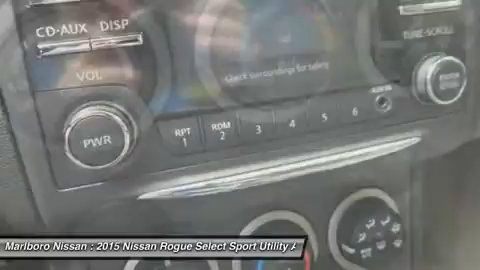 CD·AUX DISP
TUNE·SCROLL
VOL
Check surroundings for safety
PWR
RPT 1
RDM 2
3
4
5
6
AUX IN
Marlboro Nissan : 2015 Nissan Rogue Select Sport Utility A